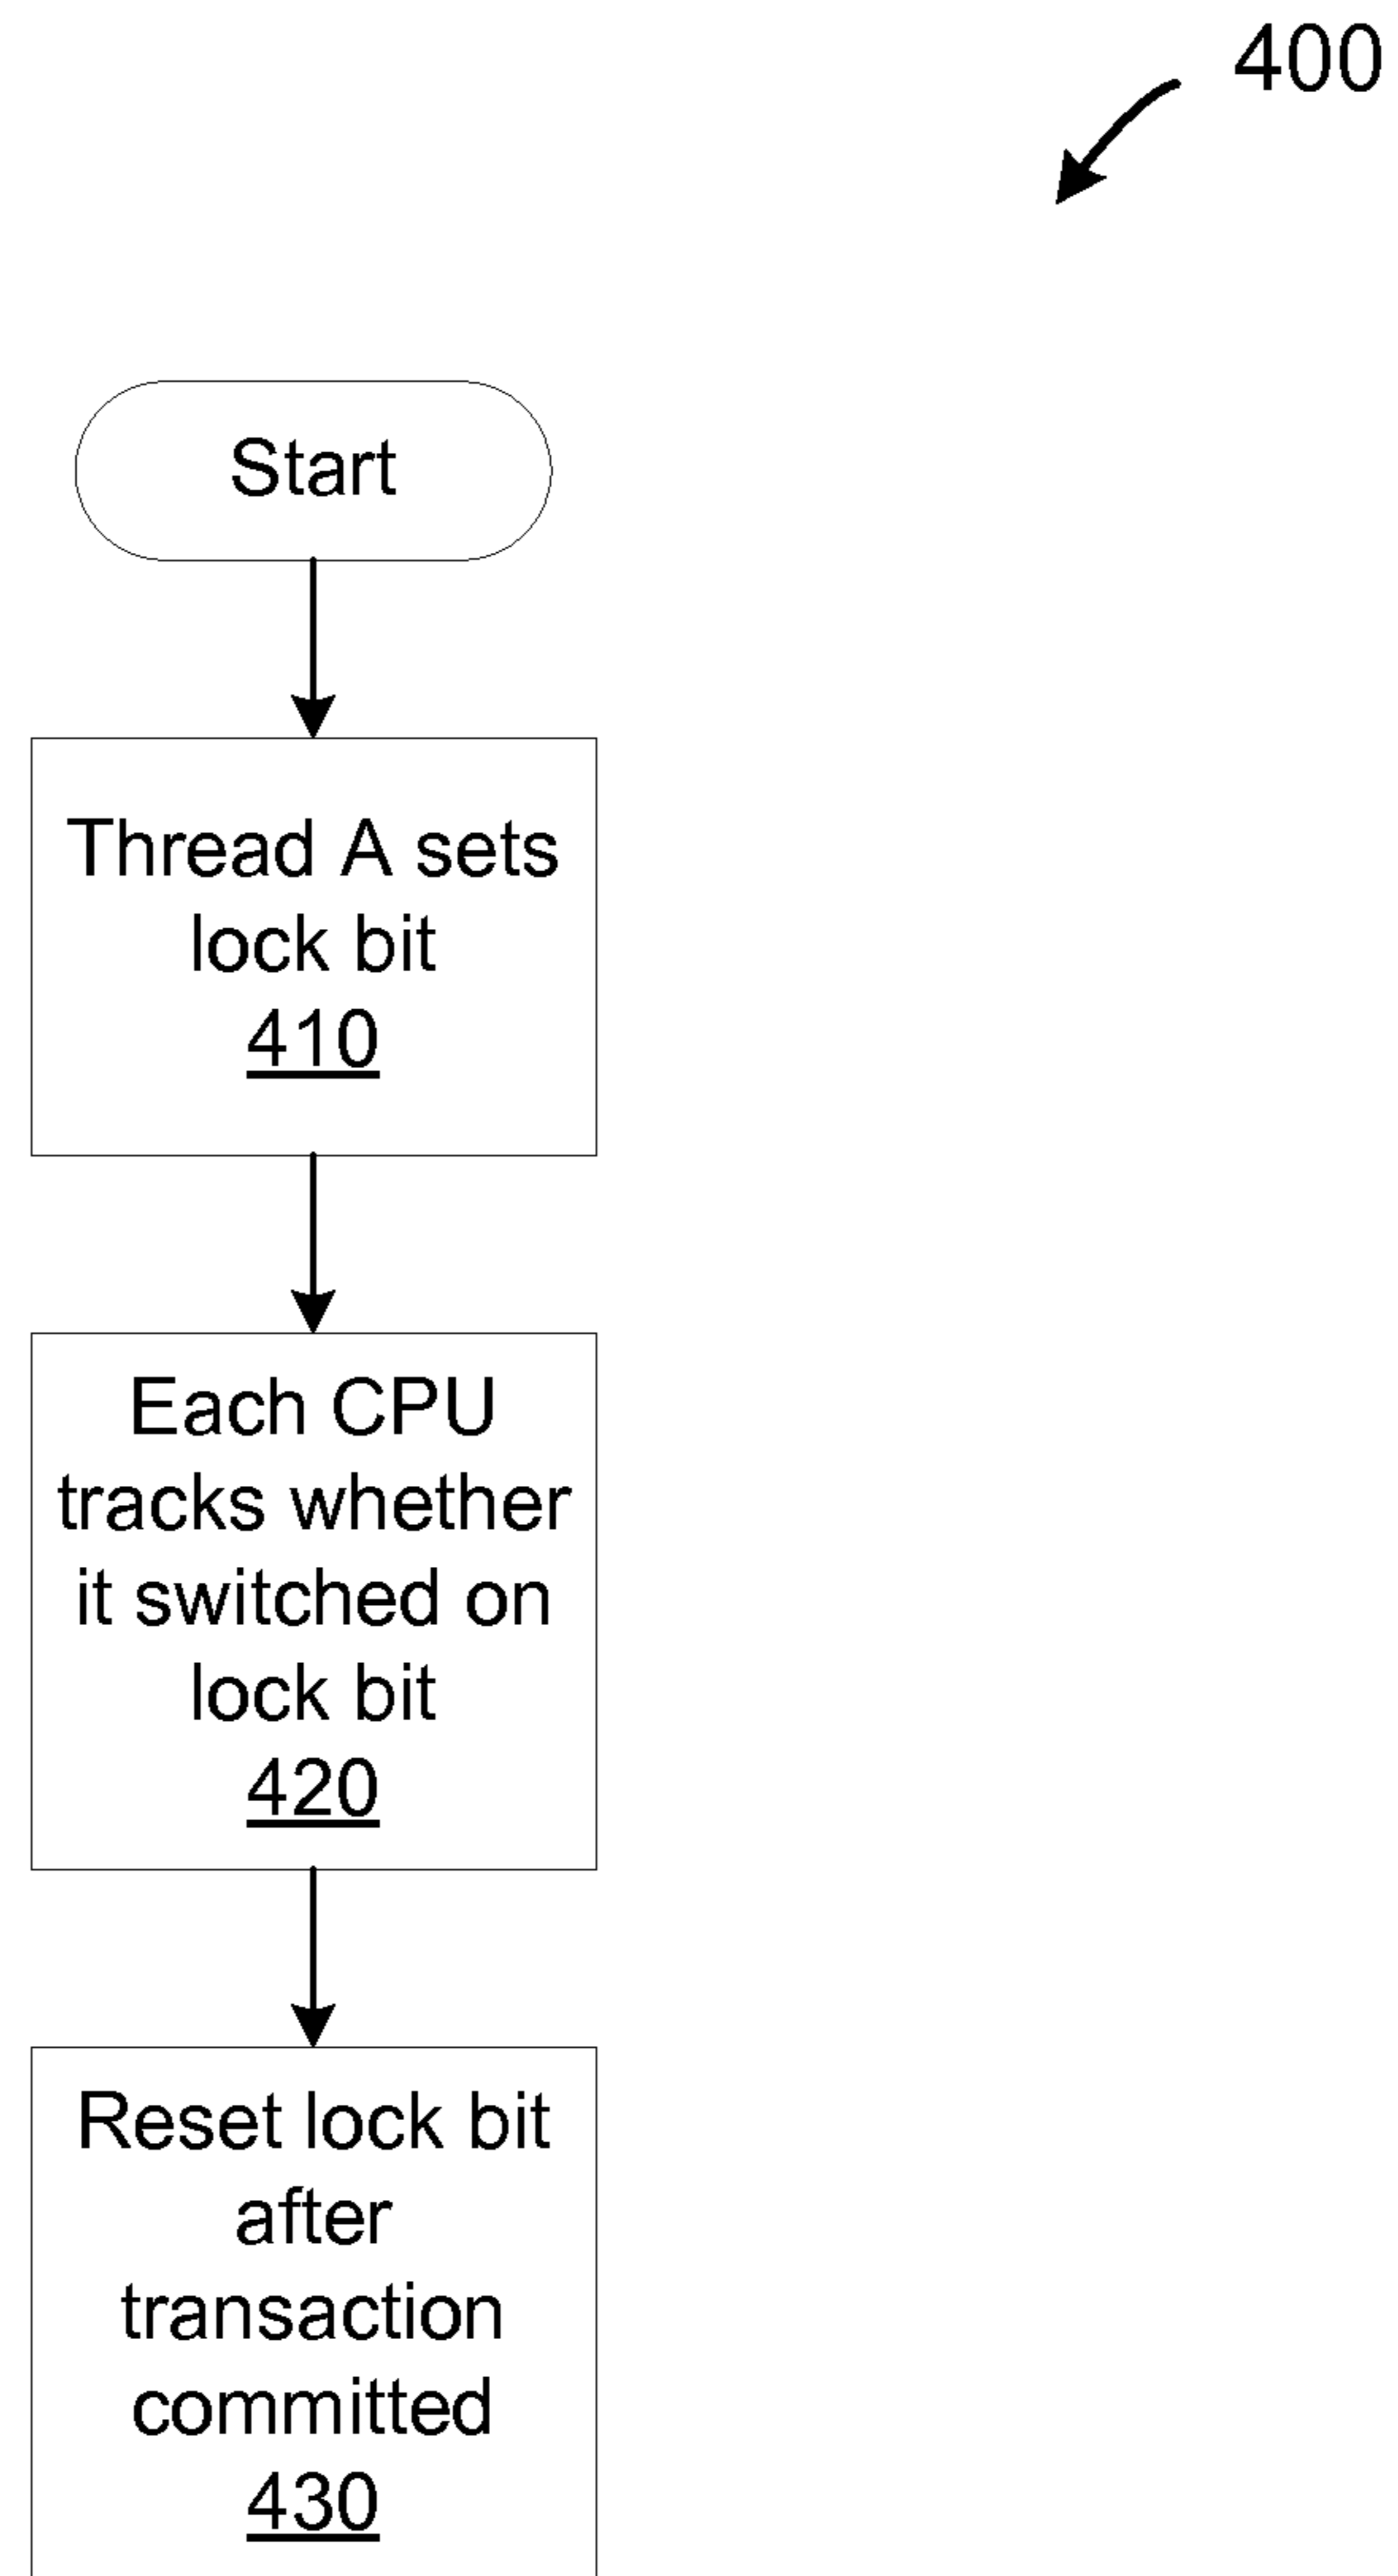 400
Start
Thread A sets
lock bit
410
Each CPU
tracks whether
it switched on
lock bit
420
Reset lock bit
after
transaction
committed
430